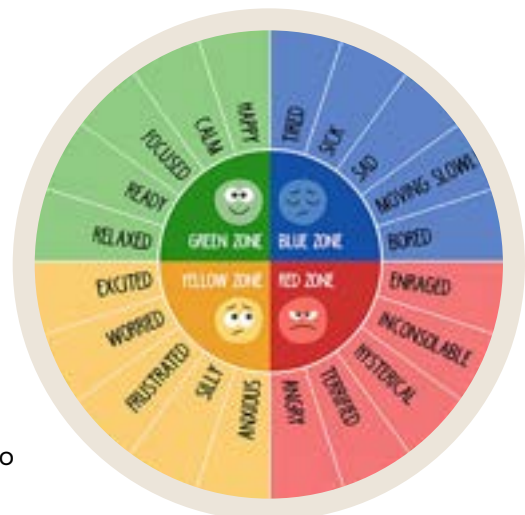 HAPPY
CALM
FOCUSED
READY
RELAXED
GREEN ZONE
TIRED
SICK
SAD
MOVING SLOWLY
BORED
BLUE ZONE
EXCITED
WORRIED
FRUSTRATED
SILLY
ANXIOUS
YELLOW ZONE
ENRAGED
INCONSOLABLE
HYSTERICAL
TERRIFIED
ANGRY
RED ZONE
o